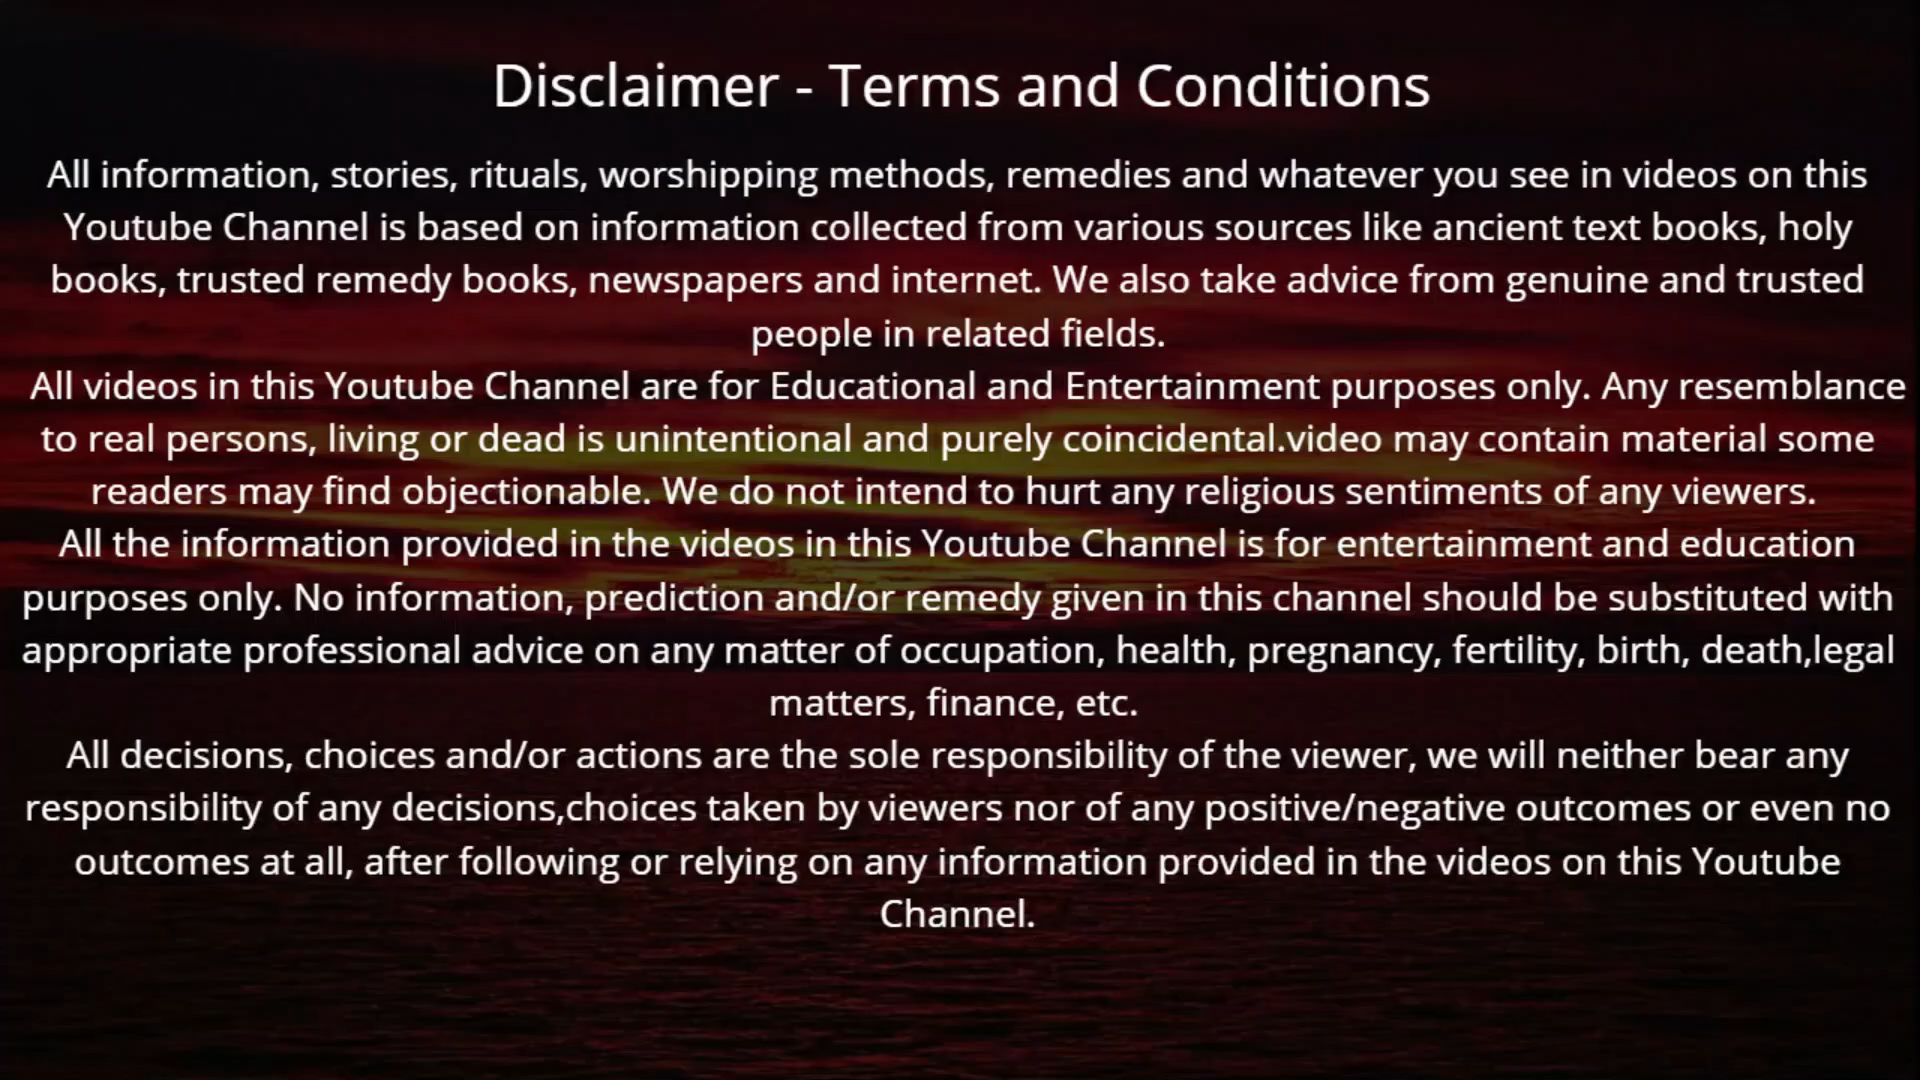 Disclaimer - Terms and Conditions
All information, stories, rituals, worshipping methods, remedies and whatever you see in videos on this
Youtube Channel is based on information collected from various sources like ancient text books, holy
books, trusted remedy books, newspapers and internet. We also take advice from genuine and trusted
people in related fields.
All videos in this Youtube Channel are for Educational and Entertainment purposes only. Any resemblance
to real persons, living or dead is unintentional and purely coincidental.video may contain material some
readers may find objectionable. We do not intend to hurt any religious sentiments of any viewers.
All the information provided in the videos in this Youtube Channel is for entertainment and education
purposes only. No information, prediction and/or remedy given in this channel should be substituted with
appropriate professional advice on any matter of occupation, health, pregnancy, fertility, birth, death,legal
matters, finance, etc.
All decisions, choices and/or actions are the sole responsibility of the viewer, we will neither bear any
responsibility of any decisions,choices taken by viewers nor of any positive/negative outcomes or even no
outcomes at all, after following or relying on any information provided in the videos on this Youtube
Channel.